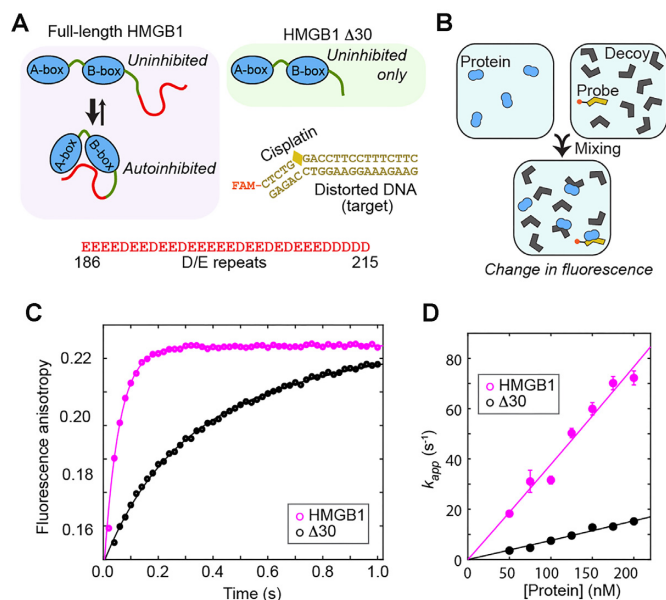 A
Full-length HMGB1
A-box
B-box
Uninhibited
A-box
B-box
Autoinhibited
HMGB1 Δ30
A-box
B-box
Uninhibited
only
Cisplatin
FAM-CTCTG GACCTTCCTTTCTTC
GAGAC CTGGAAGGAAAGAAG
Distorted DNA
(target)
EEEEDEEDEEDEEEEEDEEDEDEEEDDDDD
186 D/E repeats 215
B
Protein
Decoy
Probe
Mixing
Change in fluorescence
C
Fluorescence anisotropy
0.22
0.20
0.18
0.16
HMGB1
Δ30
0.0 0.2 0.4 0.6 0.8 1.0
Time (s)
D
kapp (s-1)
80
60
40
20
0
HMGB1
Δ30
0 50 100 150 200
[Protein] (nM)